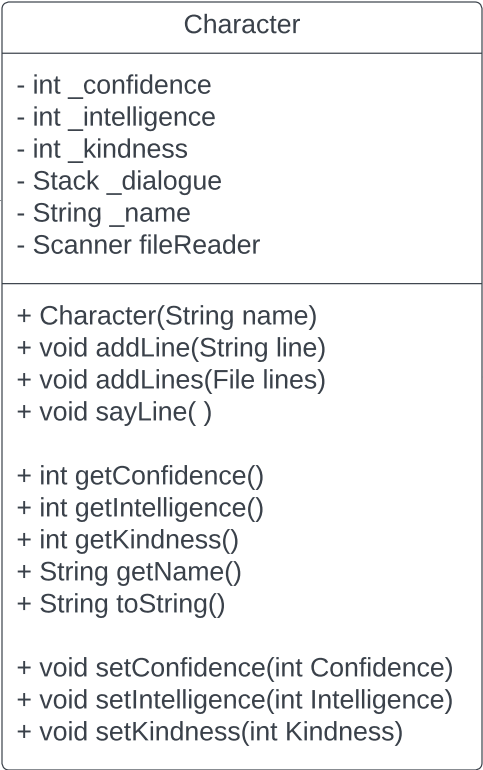 Character
- int _confidence
- int _intelligence
- int _kindness
- Stack _dialogue
- String _name
- Scanner fileReader
+ Character(String name)
+ void addLine(String line)
+ void addLines(File lines)
+ void sayLine( )
+ int getConfidence()
+ int getIntelligence()
+ int getKindness()
+ String getName()
+ String toString()
+ void setConfidence(int Confidence)
+ void setIntelligence(int Intelligence)
+ void setKindness(int Kindness)